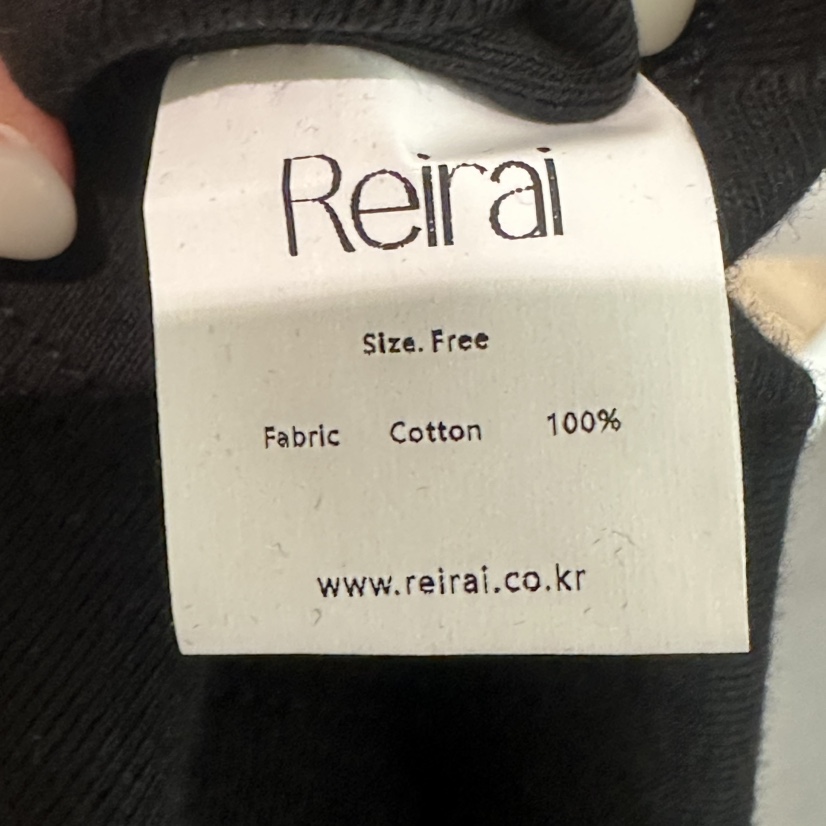 Reirai
Size. Free
Fabric Cotton 100%
www.reirai.co.kr